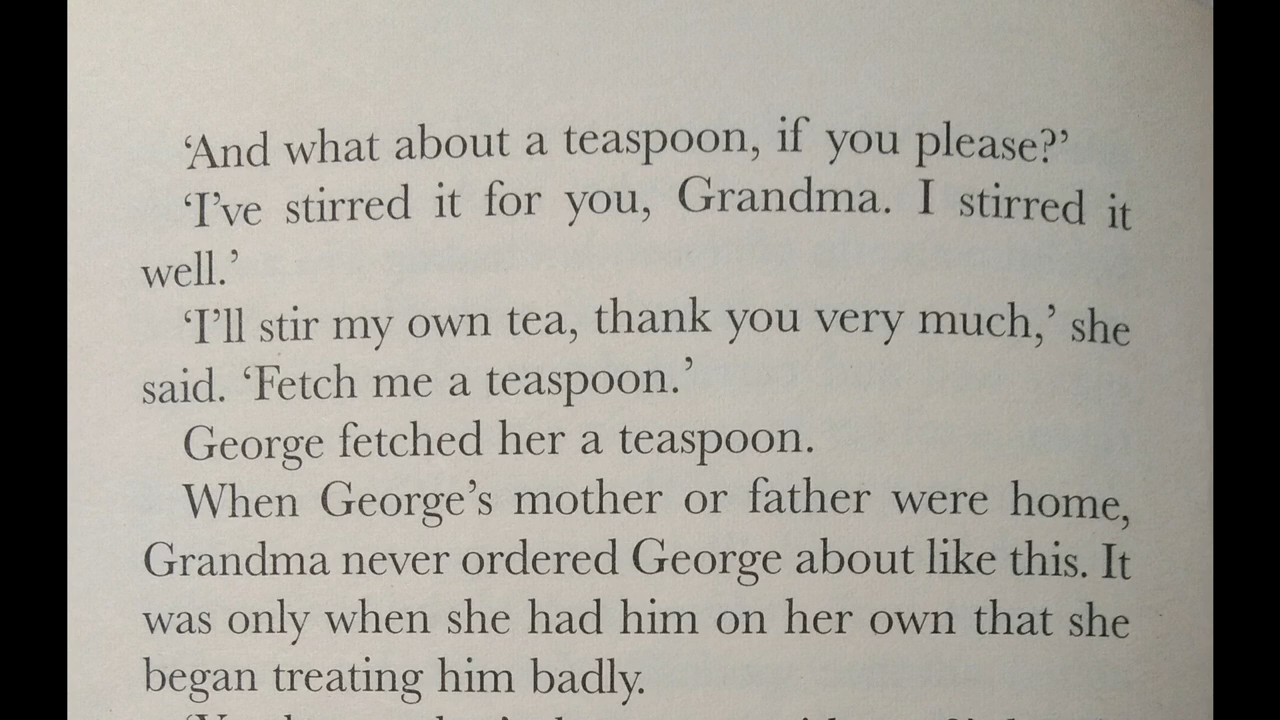 ‘And what about a teaspoon, if you please?’
‘I’ve stirred it for you, Grandma. I stirred it
well.’
‘I’ll stir my own tea, thank you very much,’ she
said. ‘Fetch me a teaspoon.’
George fetched her a teaspoon.
When George’s mother or father were home,
Grandma never ordered George about like this. It
was only when she had him on her own that she
began treating him badly.